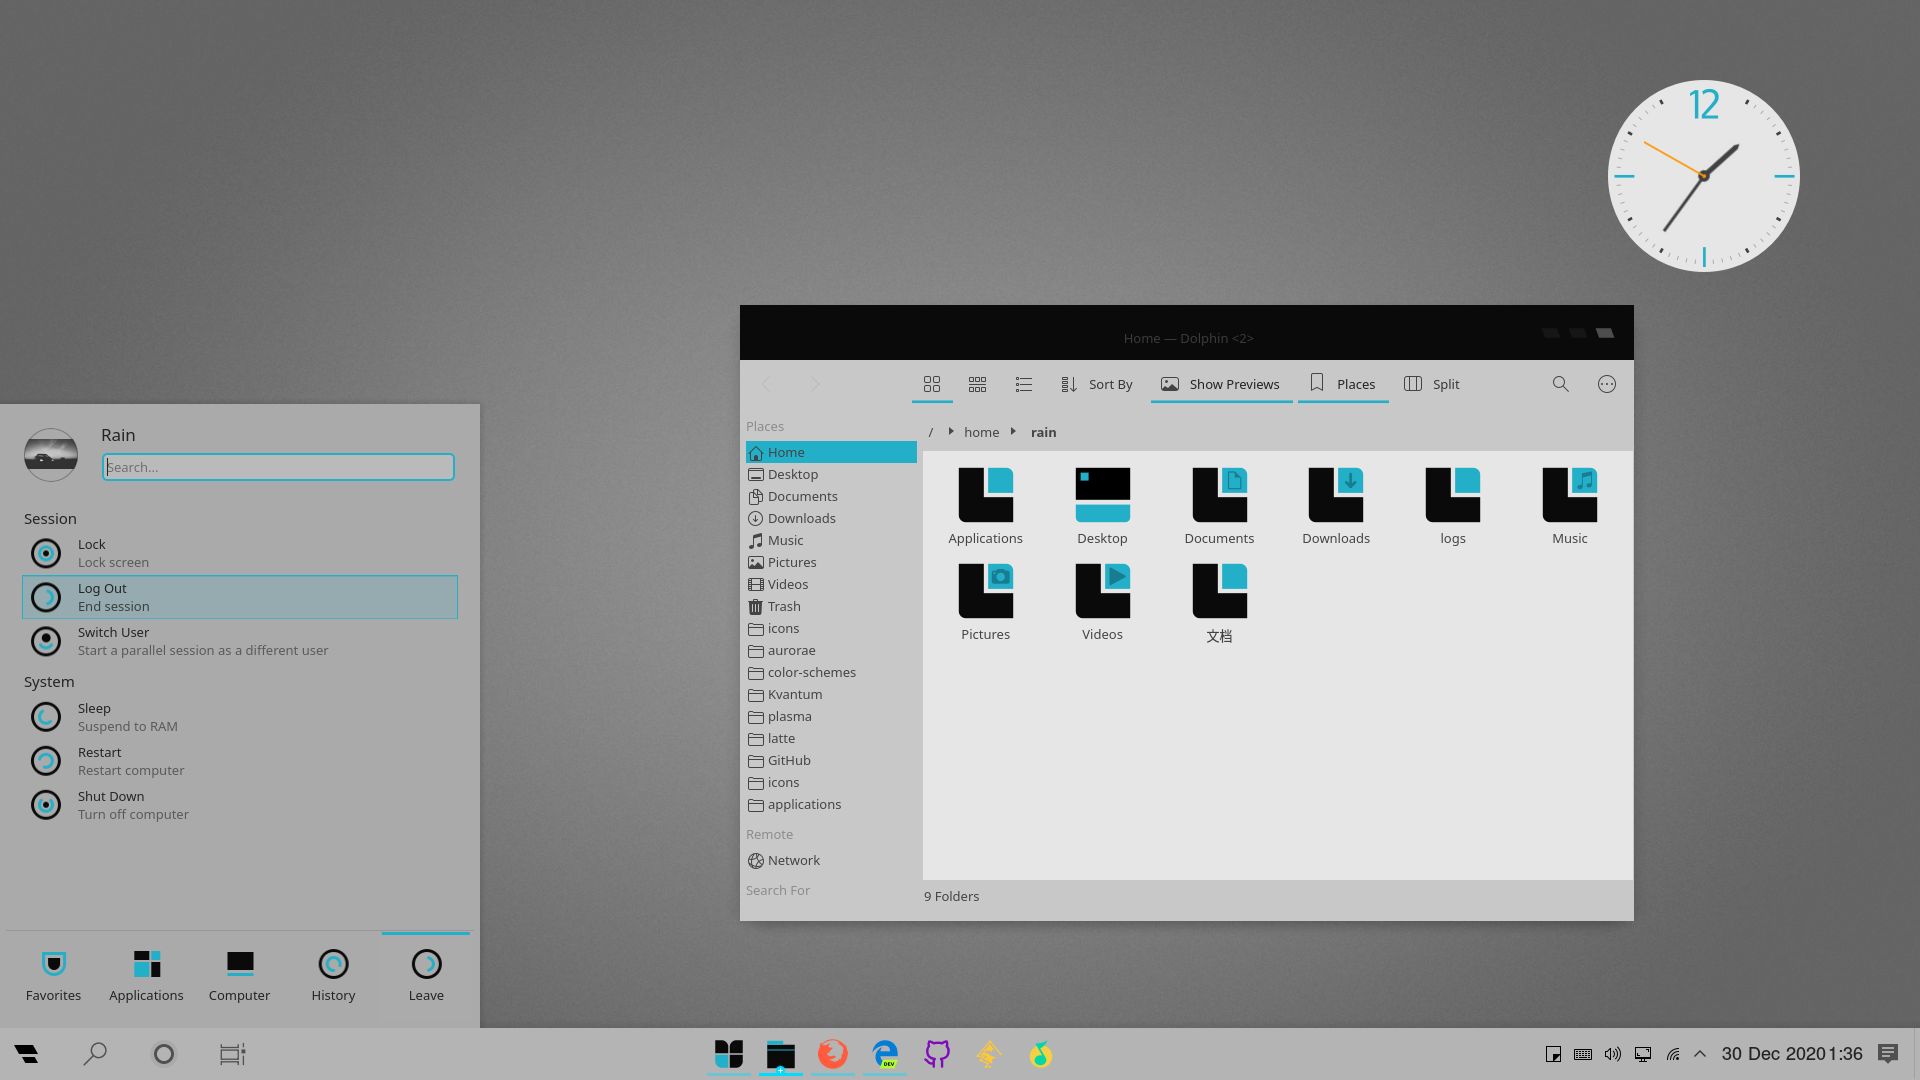 12
Home — Dolphin <2>
Sort By
Show Previews
Places
Split
Places
/ home rain
Home
Desktop
Documents
Downloads
Music
Pictures
Videos
Trash
icons
aurorae
color-schemes
Kvantum
plasma
latte
GitHub
icons
applications
Remote
Network
Search For
Applications
Desktop
Documents
Downloads
logs
Music
Pictures
Videos
文档
9 Folders
Rain
Search...
Session
Lock
Lock screen
Log Out
End session
Switch User
Start a parallel session as a different user
System
Sleep
Suspend to RAM
Restart
Restart computer
Shut Down
Turn off computer
Favorites
Applications
Computer
History
Leave
DEV
30 Dec 2020 1:36